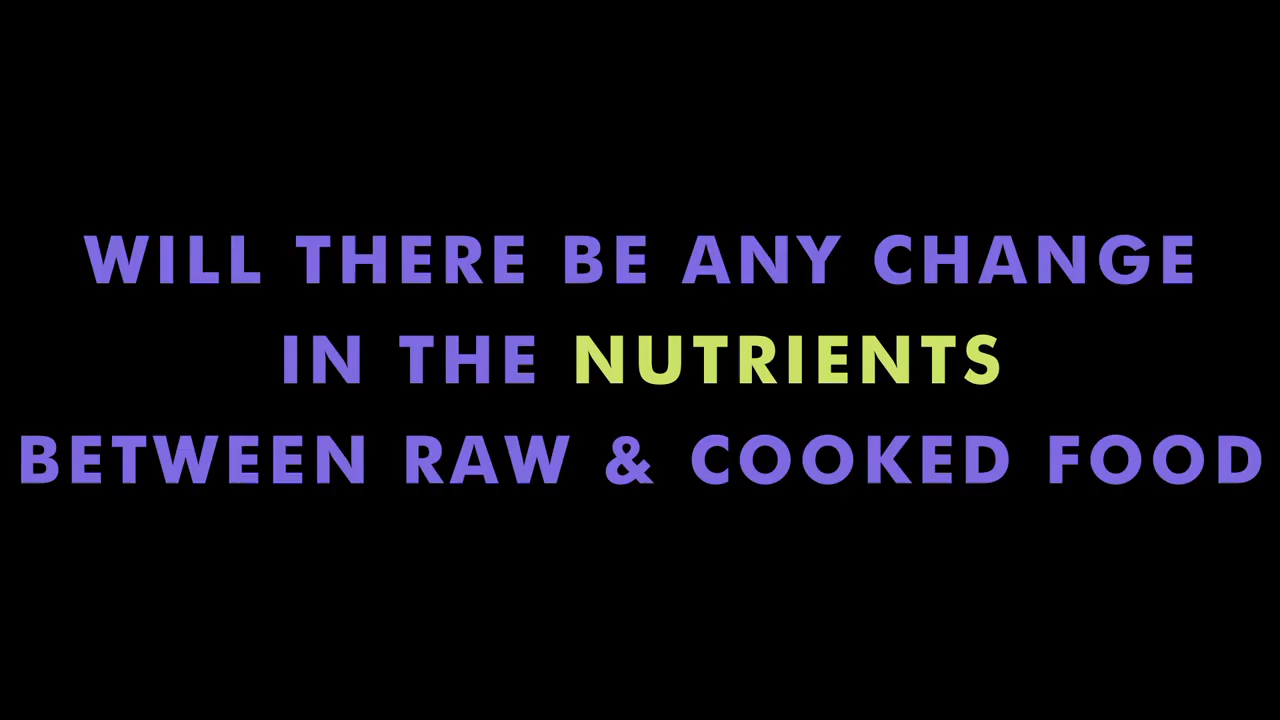 WILL THERE BE ANY CHANGE
IN THE NUTRIENTS
BETWEEN RAW & COOKED FOOD